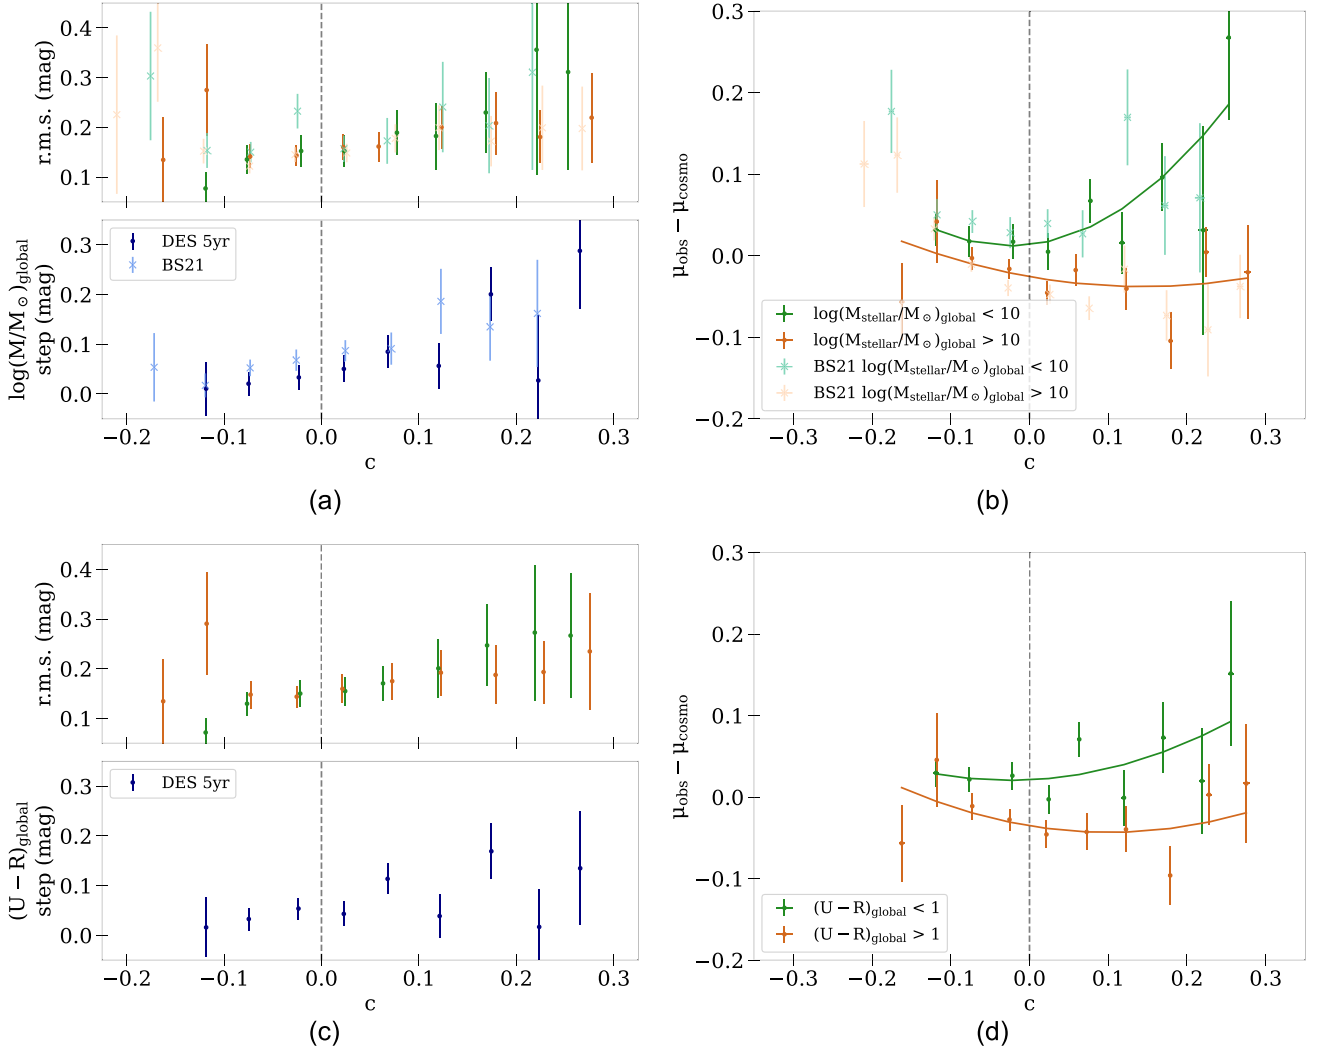 0.4
0.3
0.2
0.1
r.m.s. (mag)
DES 5yr
BS21
0.3
0.2
0.1
0.0
log(M/M⊙)global
step (mag)
−0.2 −0.1 0.0 0.1 0.2 0.3
c
(a)
0.3
0.2
0.1
0.0
−0.1
−0.2
μobs − μcosmo
log(Mstellar/M⊙)global < 10
log(Mstellar/M⊙)global > 10
BS21 log(Mstellar/M⊙)global < 10
BS21 log(Mstellar/M⊙)global > 10
−0.3 −0.2 −0.1 0.0 0.1 0.2 0.3
c
(b)
0.4
0.3
0.2
0.1
r.m.s. (mag)
DES 5yr
0.3
0.2
0.1
0.0
(U − R)global
step (mag)
−0.2 −0.1 0.0 0.1 0.2 0.3
c
(c)
0.3
0.2
0.1
0.0
−0.1
−0.2
μobs − μcosmo
(U − R)global < 1
(U − R)global > 1
−0.3 −0.2 −0.1 0.0 0.1 0.2 0.3
c
(d)